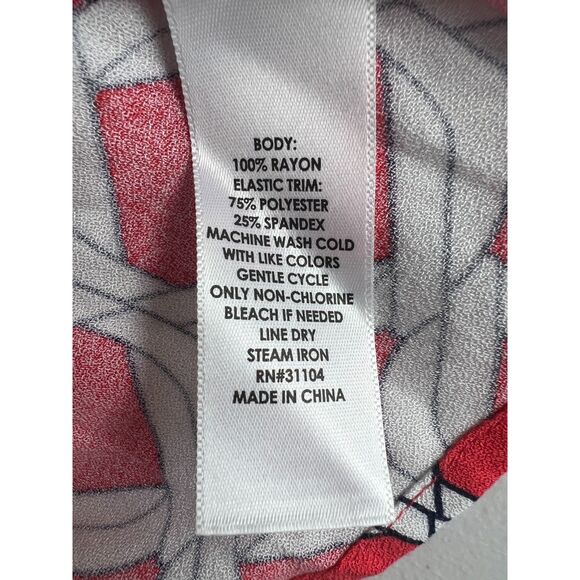 BODY:
100% RAYON
ELASTIC TRIM:
75% POLYESTER
25% SPANDEX
MACHINE WASH COLD
WITH LIKE COLORS
GENTLE CYCLE
ONLY NON-CHLORINE
BLEACH IF NEEDED
LINE DRY
STEAM IRON
RN#31104
MADE IN CHINA